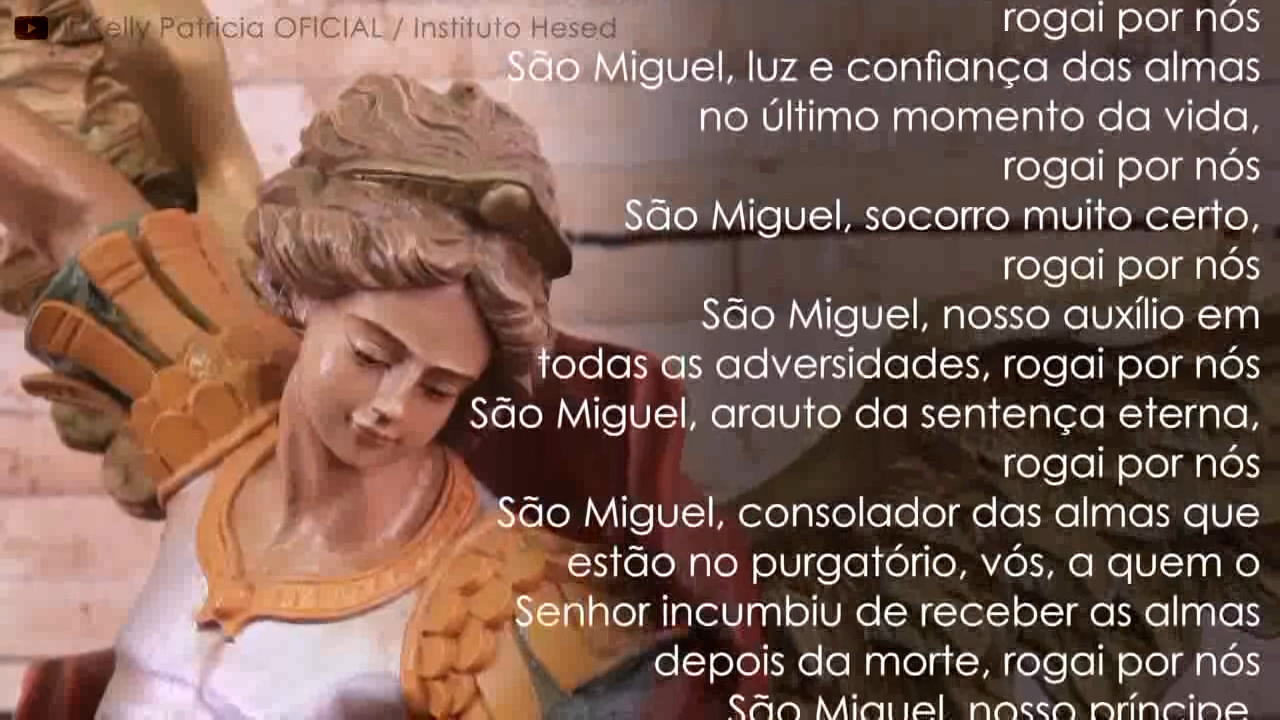 Kelly Patricia OFICIAL / Instituto Hesed
rogai por nós
São Miguel, luz e confiança das almas
no último momento da vida,
rogai por nós
São Miguel, socorro muito certo,
rogai por nós
São Miguel, nosso auxílio em
todas as adversidades, rogai por nós
São Miguel, arauto da sentença eterna,
rogai por nós
São Miguel, consolador das almas que
estão no purgatório, vós, a quem o
Senhor incumbiu de receber as almas
depois da morte, rogai por nós
São Miguel, nosso príncipe,